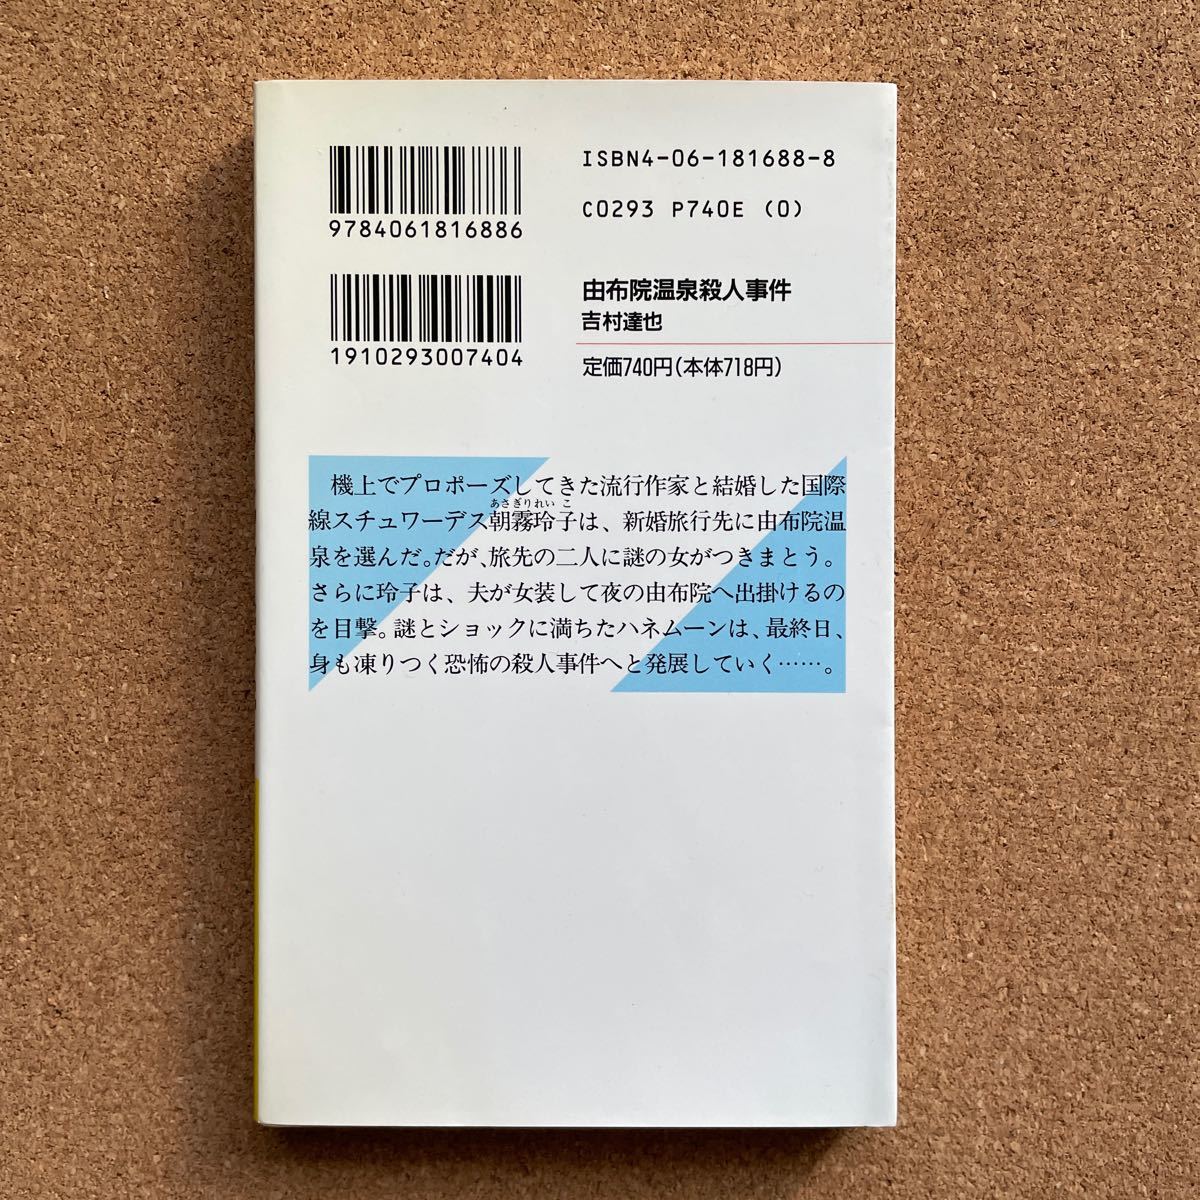 9784061816886
ISBN4-06-181688-8
C0293 P740E (0)
1910293007404
由布院温泉殺人事件
吉村達也
定価740円(本体718円)
機上でプロポーズしてきた流行作家と結婚した国際
あさぎりれいこ
線スチュワーデス朝霧玲子は、新婚旅行先に由布院温
泉を選んだ。だが、旅先の二人に謎の女がつきまとう。
さらに玲子は、夫が女装して夜の由布院へ出掛けるの
を目撃。謎とショックに満ちたハネムーンは、最終日、
身も凍りつく恐怖の殺人事件へと発展していく……。